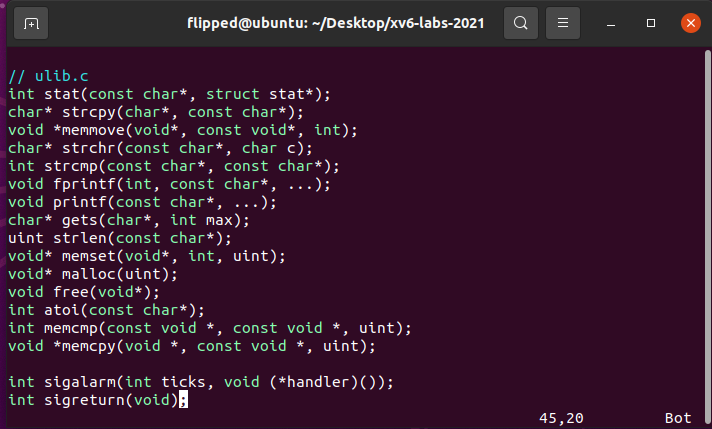 flipped@ubuntu: ~/Desktop/xv6-labs-2021
// ulib.c
int stat(const char*, struct stat*);
char* strcpy(char*, const char*);
void *memmove(void*, const void*, int);
char* strchr(const char*, char c);
int strcmp(const char*, const char*);
void fprintf(int, const char*, ...);
void printf(const char*, ...);
char* gets(char*, int max);
uint strlen(const char*);
void* memset(void*, int, uint);
void* malloc(uint);
void free(void*);
int atoi(const char*);
int memcmp(const void *, const void *, uint);
void *memcpy(void *, const void *, uint);
int sigalarm(int ticks, void (*handler)());
int sigreturn(void);
45,20 Bot